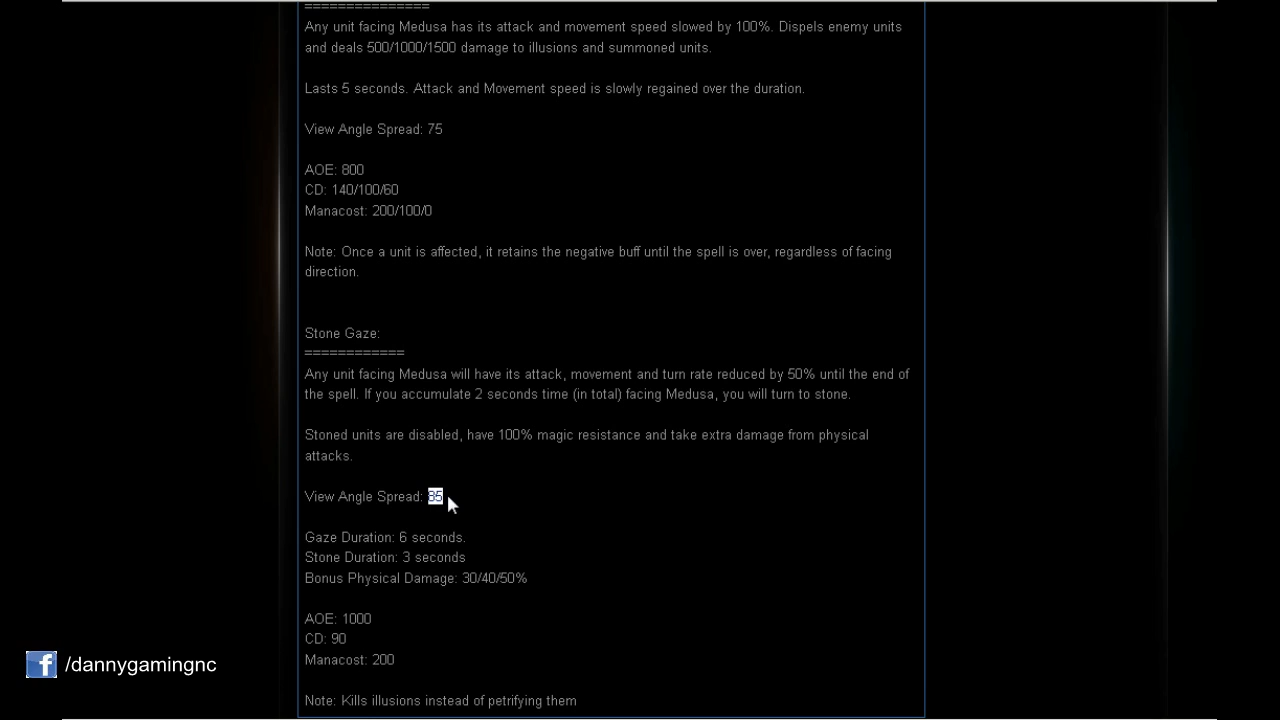 ===============
Any unit facing Medusa has its attack and movement speed slowed by 100%. Dispels enemy units
and deals 500/1000/1500 damage to illusions and summoned units.
Lasts 5 seconds. Attack and Movement speed is slowly regained over the duration.
View Angle Spread: 75
AOE: 800
CD: 140/100/60
Manacost: 200/100/0
Note: Once a unit is affected, it retains the negative buff until the spell is over, regardless of facing
direction.
Stone Gaze:
============
Any unit facing Medusa will have its attack, movement and turn rate reduced by 50% until the end of
the spell. If you accumulate 2 seconds time (in total) facing Medusa, you will turn to stone.
Stoned units are disabled, have 100% magic resistance and take extra damage from physical
attacks.
View Angle Spread: 85
Gaze Duration: 6 seconds.
Stone Duration: 3 seconds
Bonus Physical Damage: 30/40/50%
AOE: 1000
CD: 90
Manacost: 200
f /dannygamingnc
Note: Kills illusions instead of petrifying them